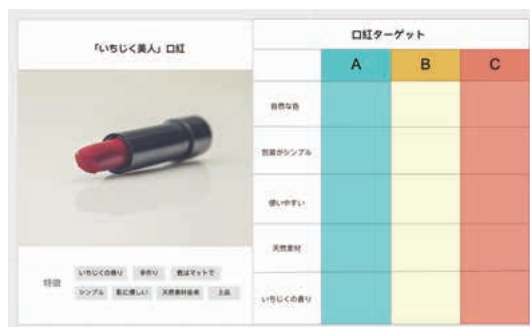 「いちじく美人」口紅
特徴
いちじくの香り 手作り 色はマットで
シンプル 肌に優しい 天然素材使用 上品
口紅ターゲット
A B C
自然な色
包装がシンプル
使いやすい
天然素材
いちじくの香り